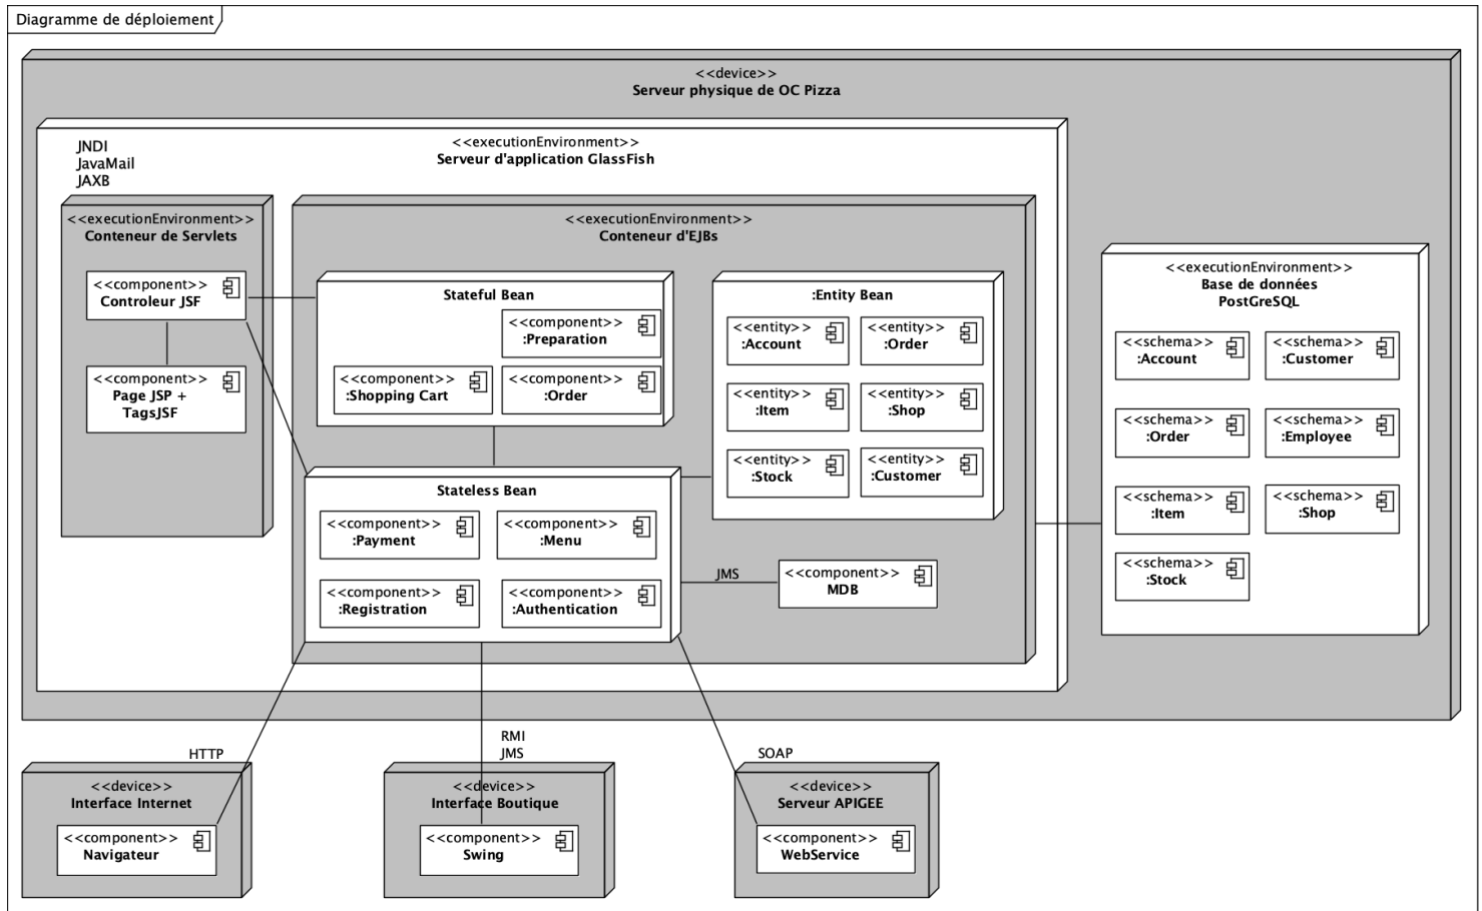 Diagramme de déploiement
<<device>>
Serveur physique de OC Pizza
<<executionEnvironment>>
Serveur d'application GlassFish
JNDI
JavaMail
JAXB
<<executionEnvironment>>
Conteneur de Servlets
<<component>>
Controleur JSF
<<component>>
Page JSP +
TagsJSF
<<executionEnvironment>>
Conteneur d'EJBs
Stateful Bean
<<component>>
:Preparation
<<component>>
:Shopping Cart
<<component>>
:Order
:Entity Bean
<<entity>>
:Account
<<entity>>
:Order
<<entity>>
:Item
<<entity>>
:Shop
<<entity>>
:Stock
<<entity>>
:Customer
Stateless Bean
<<component>>
:Payment
<<component>>
:Menu
<<component>>
:Registration
<<component>>
:Authentication
JMS
<<component>>
MDB
<<executionEnvironment>>
Base de données
PostGreSQL
<<schema>>
:Account
<<schema>>
:Customer
<<schema>>
:Order
<<schema>>
:Employee
<<schema>>
:Item
<<schema>>
:Shop
<<schema>>
:Stock
HTTP
RMI
JMS
SOAP
<<device>>
Interface Internet
<<component>>
Navigateur
<<device>>
Interface Boutique
<<component>>
Swing
<<device>>
Serveur APIGEE
<<component>>
WebService